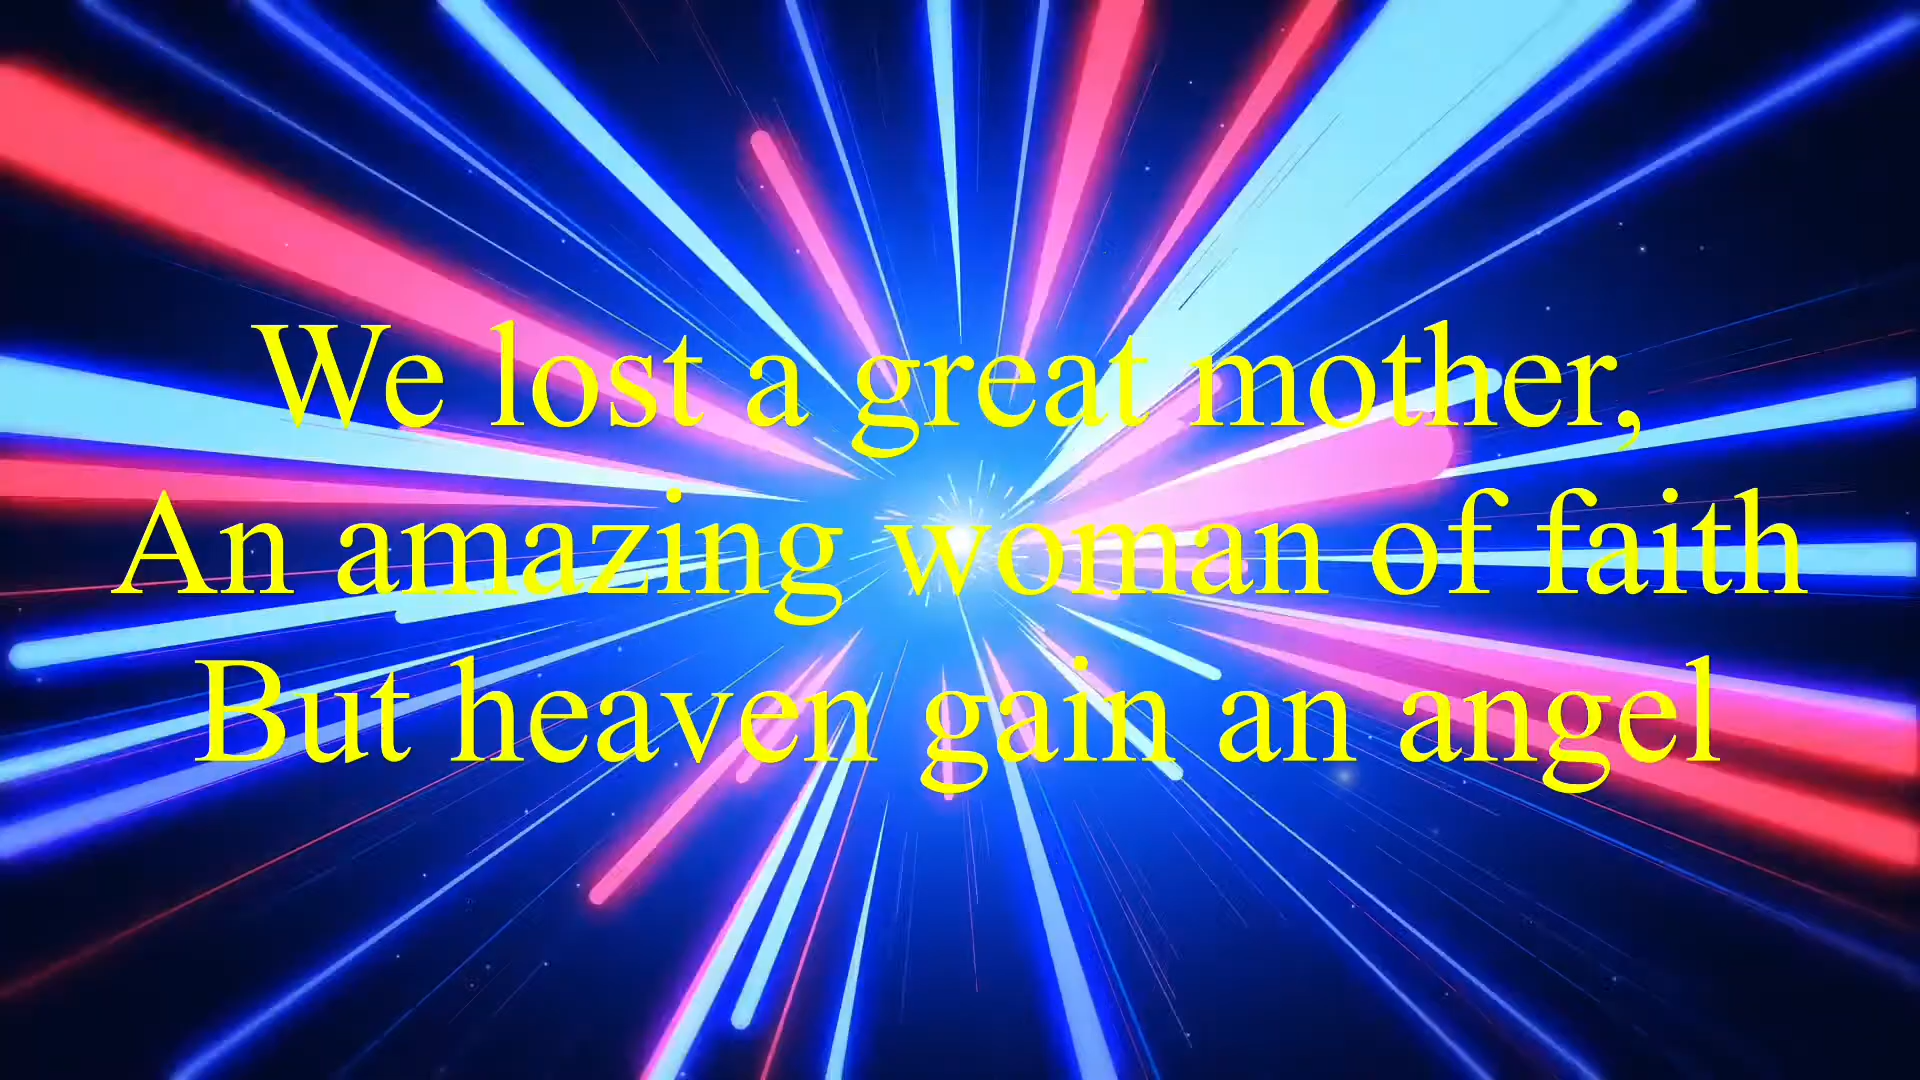 We lost a great mother,
An amazing woman of faith
But heaven gain an angel